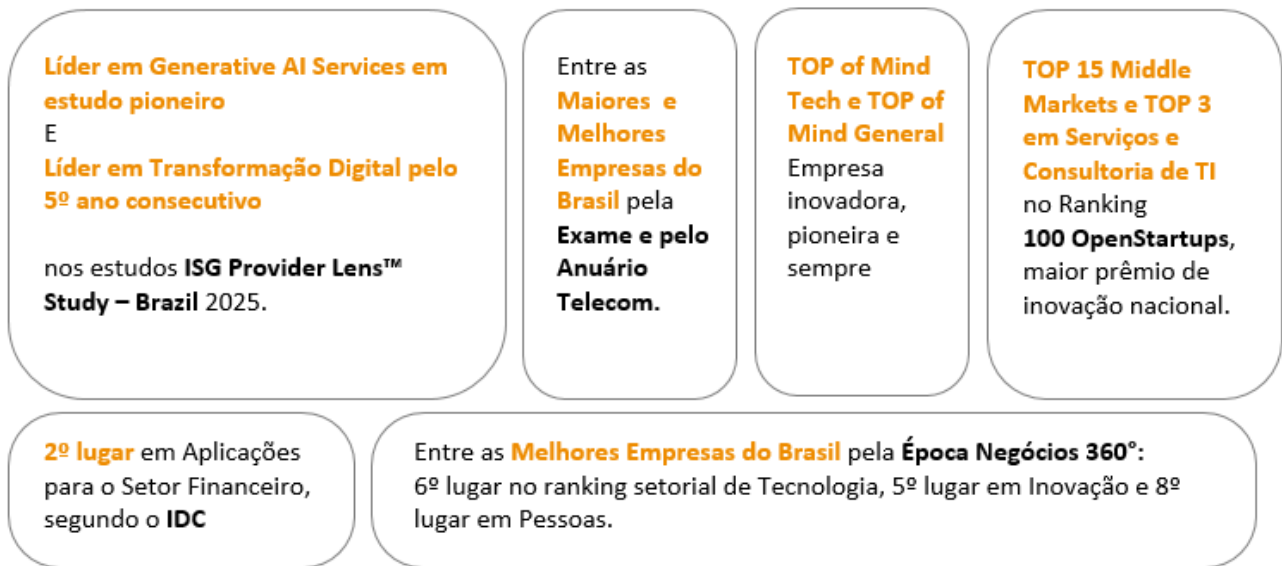 Líder em Generative AI Services em
estudo pioneiro
E
Líder em Transformação Digital pelo
5º ano consecutivo
nos estudos ISG Provider Lens™
Study – Brazil 2025.
Entre as
Maiores e
Melhores
Empresas do
Brasil pela
Exame e pelo
Anuário
Telecom.
TOP of Mind
Tech e TOP of
Mind General
Empresa
inovadora,
pioneira e
sempre
TOP 15 Middle
Markets e TOP 3
em Serviços e
Consultoria de TI
no Ranking
100 OpenStartups,
maior prêmio de
inovação nacional.
2º lugar em Aplicações
para o Setor Financeiro,
segundo o IDC
Entre as Melhores Empresas do Brasil pela Época Negócios 360°:
6º lugar no ranking setorial de Tecnologia, 5º lugar em Inovação e 8º
lugar em Pessoas.